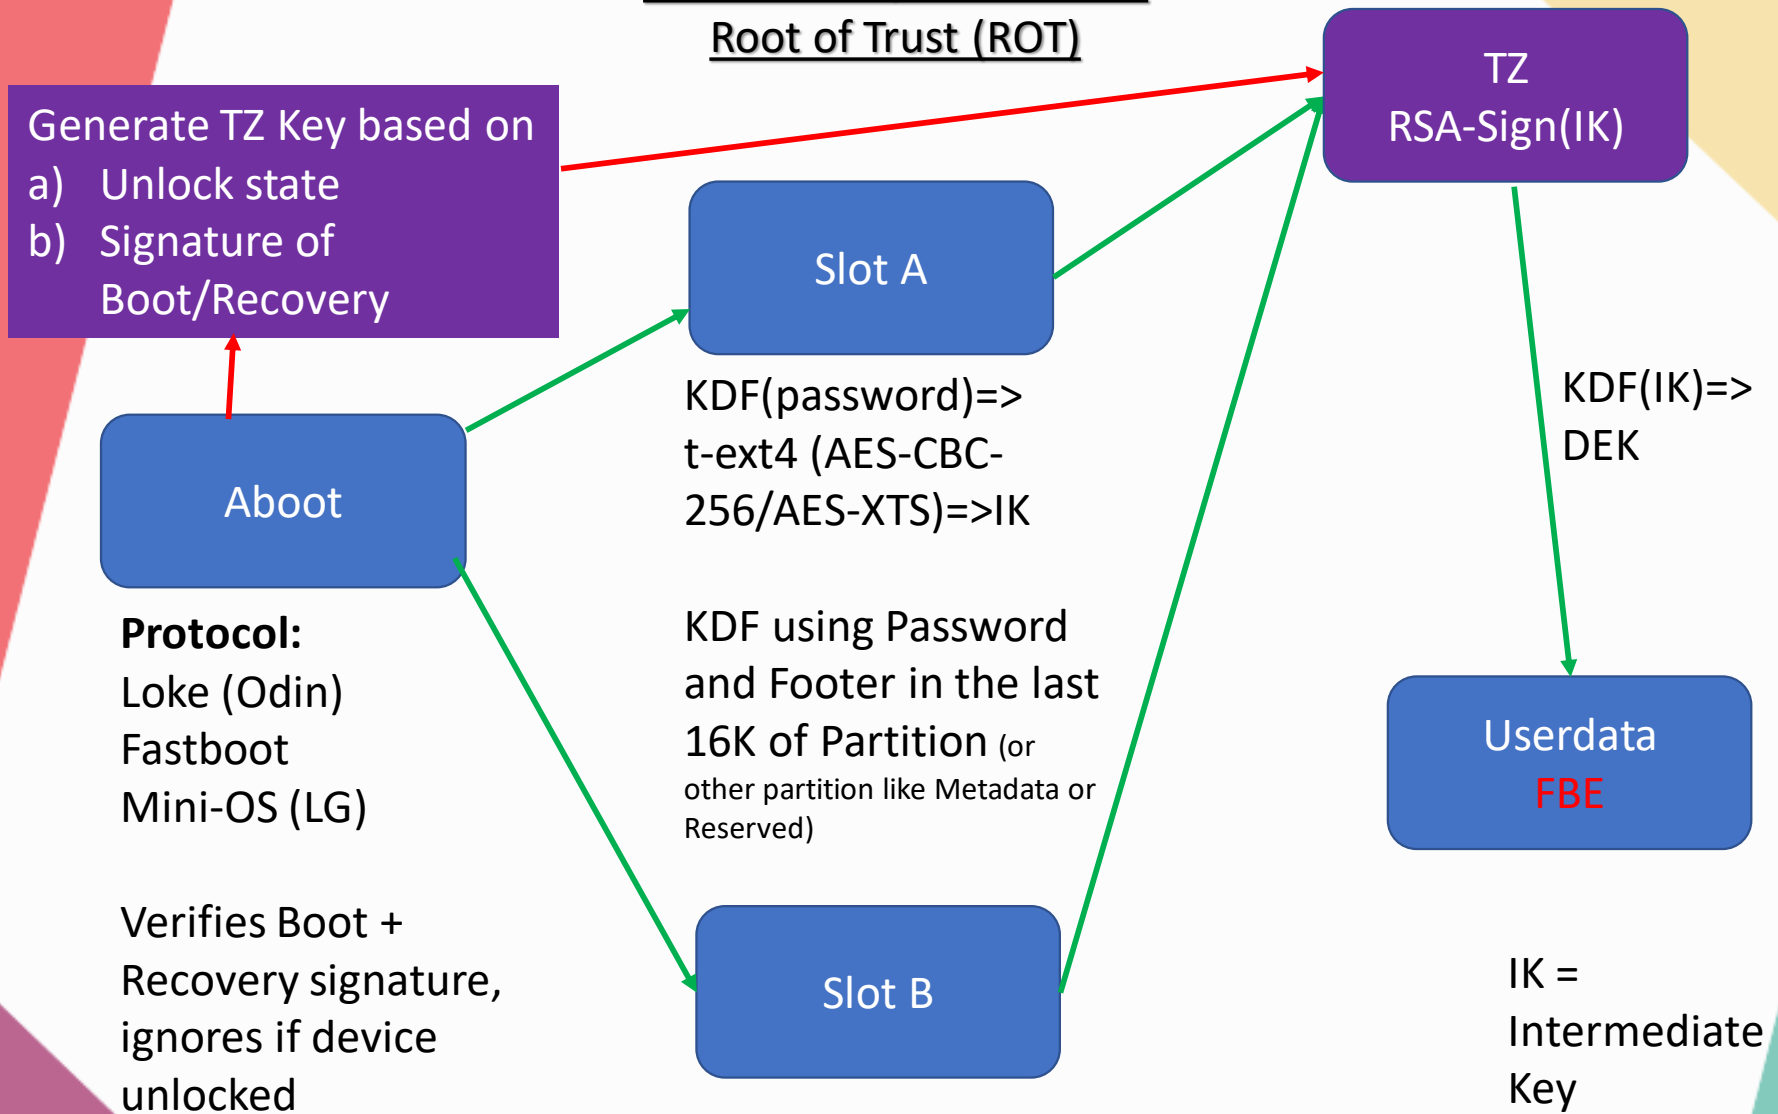 Root of Trust (ROT)
TZ
RSA-Sign(IK)
Generate TZ Key based on
a) Unlock state
b) Signature of
Boot/Recovery
Slot A
KDF(password)=>
t-ext4 (AES-CBC-
256/AES-XTS)=>IK
KDF(IK)=>
DEK
Aboot
Protocol:
Loke (Odin)
Fastboot
Mini-OS (LG)
KDF using Password
and Footer in the last
16K of Partition (or
other partition like Metadata or
Reserved)
Userdata
FBE
Verifies Boot +
Recovery signature,
ignores if device
unlocked
Slot B
IK =
Intermediate
Key